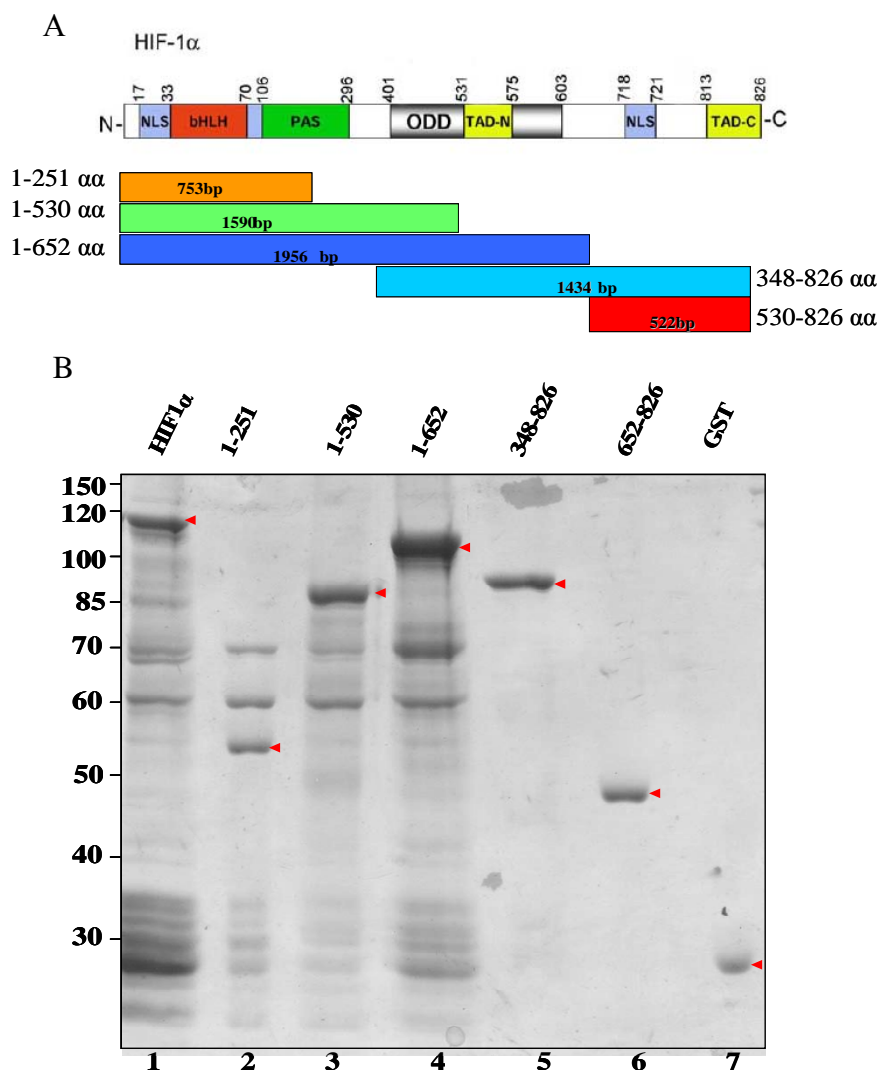 A
HIF-1α
17 33 70 106 296 401 531 575 603 718 721 813 826
N- NLS bHLH PAS ODD TAD-N NLS TAD-C -C
1-251 αα 753bp
1-530 αα 1590bp
1-652 αα 1956 bp
1434 bp 348-826 αα
522bp 530-826 αα
B
HIF1α 1-251 1-530 1-652 348-826 652-826 GST
150
120
100
85
70
60
50
40
30
1 2 3 4 5 6 7